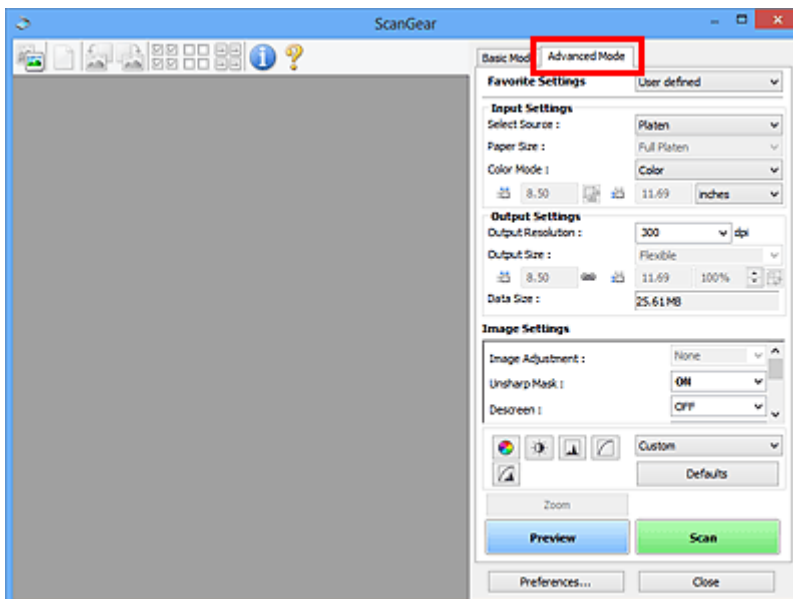 ScanGear
Basic Mod Advanced Mode
Favorite Settings User defined
Input Settings
Select Source : Platen
Paper Size : Full Platen
Color Mode : Color
8.50 11.69 inches
Output Settings
Output Resolution : 300 dpi
Output Size : Flexible
8.50 11.69 100%
Data Size : 25.61MB
Image Settings
Image Adjustment : None
Unsharp Mask : ON
Descreen : OFF
Custom
Defaults
Zoom
Preview Scan
Preferences... Close